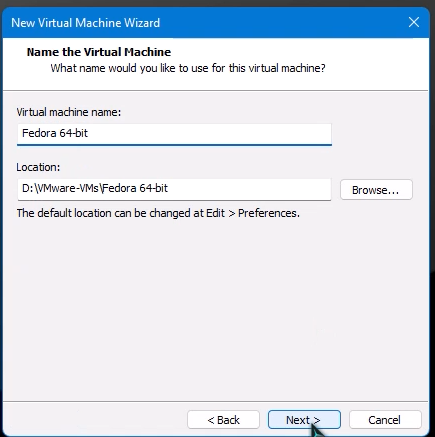 New Virtual Machine Wizard
Name the Virtual Machine
What name would you like to use for this virtual machine?
Virtual machine name:
Fedora 64-bit
Location:
D:\VMware-VMs\Fedora 64-bit
Browse...
The default location can be changed at Edit > Preferences.
< Back
Next >
Cancel